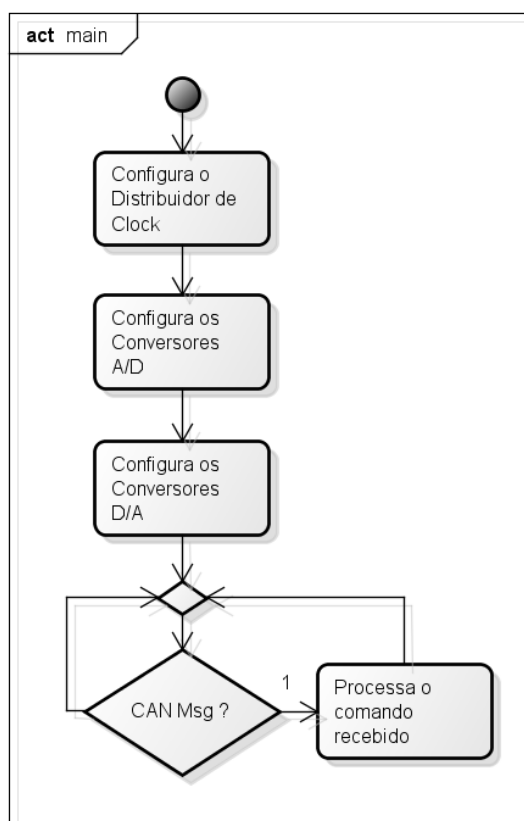 act main
Configura o
Distribuidor de
Clock
Configura os
Conversores
A/D
Configura os
Conversores
D/A
CAN Msg ?
1
Processa o
comando
recebido